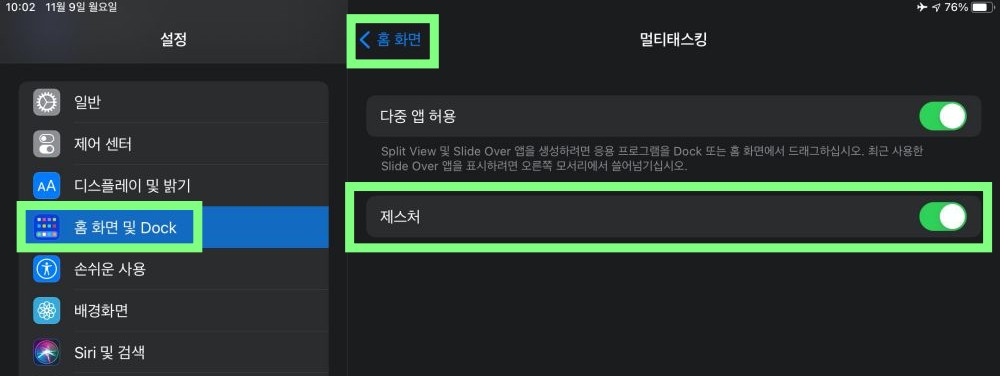 10:02 11월 9일 월요일
76%
설정
일반
제어 센터
AA 디스플레이 및 밝기
홈 화면 및 Dock
손쉬운 사용
배경화면
Siri 및 검색
홈 화면
멀티태스킹
다중 앱 허용
Split View 및 Slide Over 앱을 생성하려면 응용 프로그램을 Dock 또는 홈 화면에서 드래그하십시오. 최근 사용한
Slide Over 앱을 표시하려면 오른쪽 모서리에서 쓸어넘기십시오.
제스처